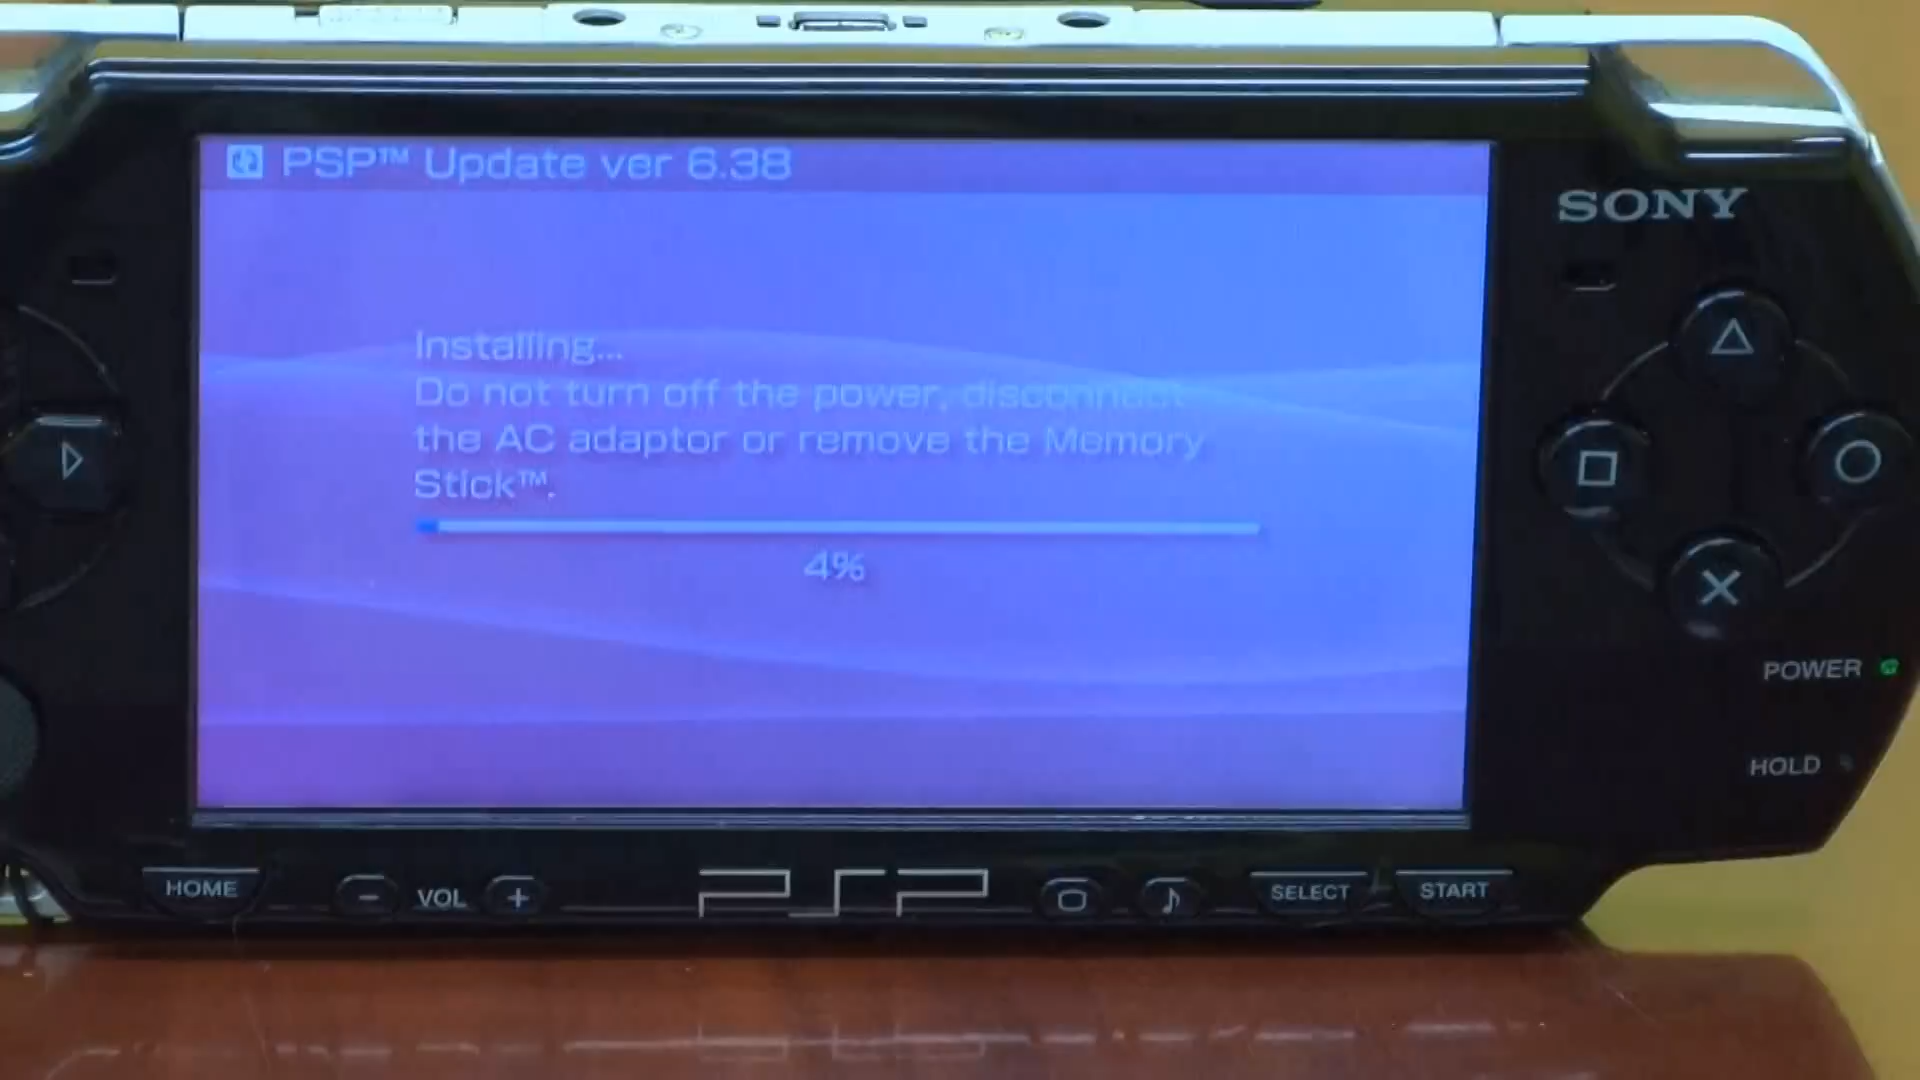 PSP™ Update ver 6.38
SONY
Installing...
Do not turn off the power, disconnect
the AC adaptor or remove the Memory
Stick™.
4%
POWER
HOLD
HOME
VOL
PSP
SELECT
START